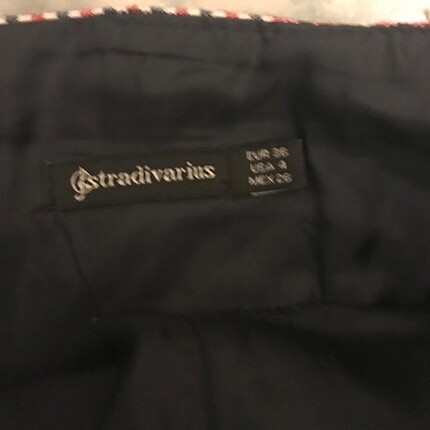 stradivarius
EUR 36
USA 4
MEX 26